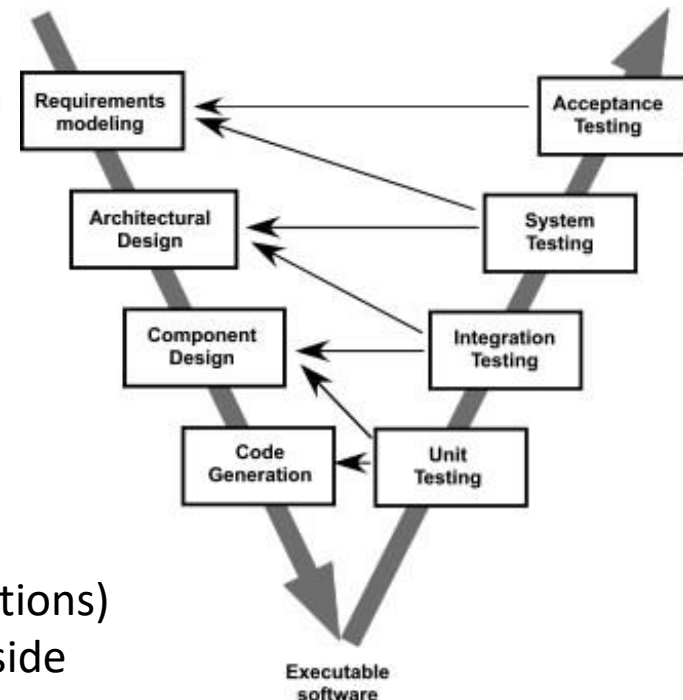 Requirements
modeling
Acceptance
Testing
Architectural
Design
System
Testing
Component
Design
Integration
Testing
Code
Generation
Unit
Testing
tions)
side
Executable
software